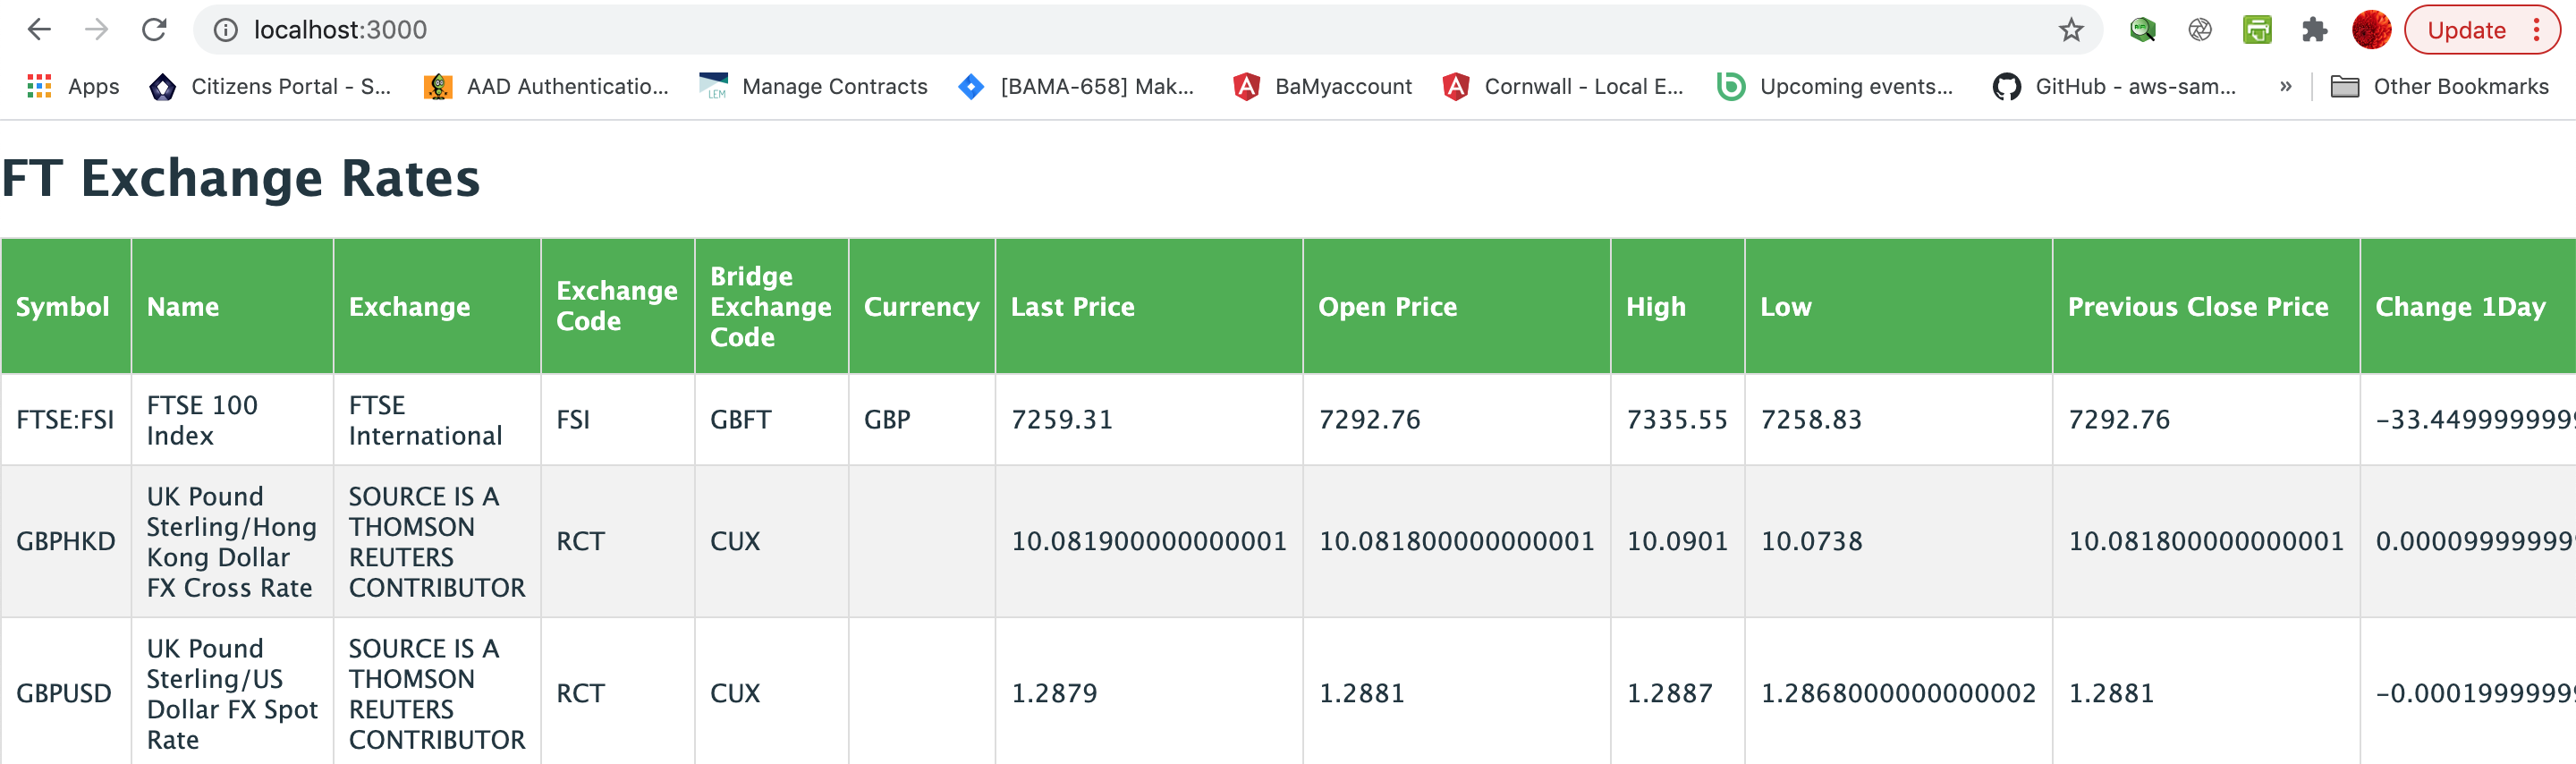 localhost:3000
Update
Apps
Citizens Portal - S...
AAD Authenticatio...
LEM
Manage Contracts
[BAMA-658] Mak...
BaMyaccount
Cornwall - Local E...
Upcoming events...
GitHub - aws-sam...
»
Other Bookmarks
FT Exchange Rates
Symbol
Name
Exchange
Exchange
Code
Bridge
Exchange
Code
Currency
Last Price
Open Price
High
Low
Previous Close Price
Change 1Day
FTSE:FSI
FTSE 100
Index
FTSE
International
FSI
GBFT
GBP
7259.31
7292.76
7335.55
7258.83
7292.76
-33.4499999999
GBPHKD
UK Pound
Sterling/Hong
Kong Dollar
FX Cross Rate
SOURCE IS A
THOMSON
REUTERS
CONTRIBUTOR
RCT
CUX
10.081900000000001
10.081800000000001
10.0901
10.0738
10.081800000000001
0.0000999999999
GBPUSD
UK Pound
Sterling/US
Dollar FX Spot
Rate
SOURCE IS A
THOMSON
REUTERS
CONTRIBUTOR
RCT
CUX
1.2879
1.2881
1.2887
1.2868000000000002
1.2881
-0.0001999999